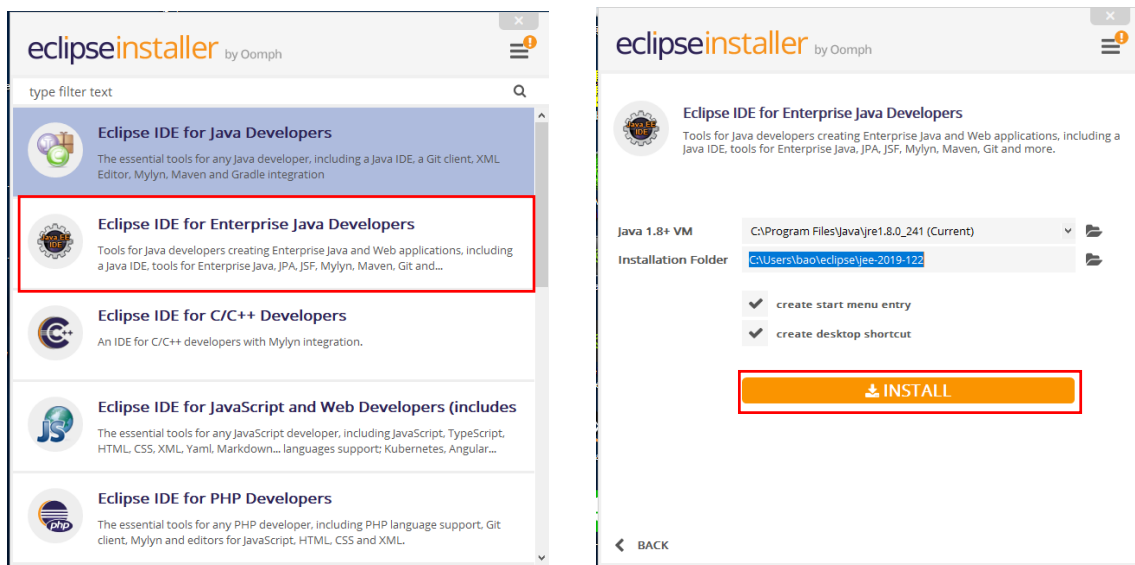 eclipseinstaller by Oomph
type filter text
Eclipse IDE for Java Developers
The essential tools for any Java developer, including a Java IDE, a Git client, XML
Editor, Mylyn, Maven and Gradle integration
Eclipse IDE for Enterprise Java Developers
Tools for Java developers creating Enterprise Java and Web applications, including
a Java IDE, tools for Enterprise Java, JPA, JSF, Mylyn, Maven, Git and...
Java EE
IDE
Eclipse IDE for C/C++ Developers
An IDE for C/C++ developers with Mylyn integration.
C++
Eclipse IDE for JavaScript and Web Developers (includes
The essential tools for any JavaScript developer, including JavaScript, TypeScript,
HTML, CSS, XML, Yaml, Markdown... languages support; Kubernetes, Angular...
JS
Eclipse IDE for PHP Developers
The essential tools for any PHP developer, including PHP language support, Git
client, Mylyn and editors for JavaScript, HTML, CSS and XML.
php
eclipseinstaller by Oomph
Java EE
IDE
Eclipse IDE for Enterprise Java Developers
Tools for Java developers creating Enterprise Java and Web applications, including a
Java IDE, tools for Enterprise Java, JPA, JSF, Mylyn, Maven, Git and more.
Java 1.8+ VM C:\Program Files\Java\jre1.8.0_241 (Current)
Installation Folder C:\Users\bao\eclipse\jee-2019-122
create start menu entry
create desktop shortcut
INSTALL
BACK